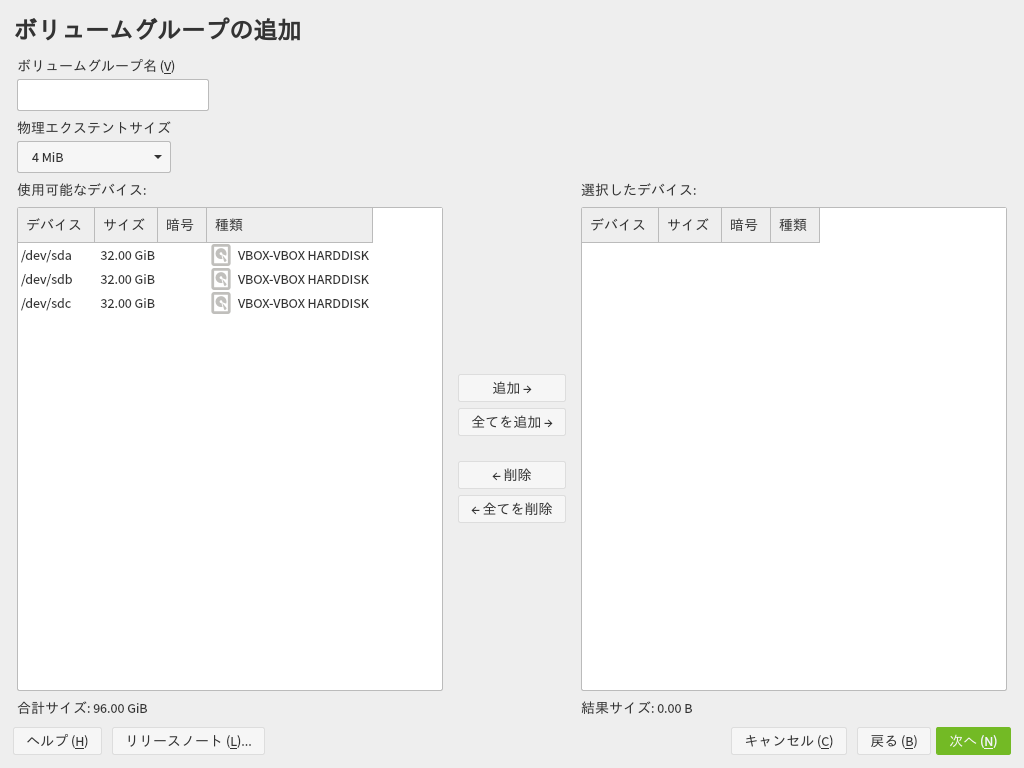 ボリュームグループの追加
ボリュームグループ名 (V)
物理エクステントサイズ
4 MiB
使用可能なデバイス:
デバイス サイズ 暗号 種類
/dev/sda 32.00 GiB VBOX-VBOX HARDDISK
/dev/sdb 32.00 GiB VBOX-VBOX HARDDISK
/dev/sdc 32.00 GiB VBOX-VBOX HARDDISK
合計サイズ: 96.00 GiB
追加→
全てを追加→
←削除
←全てを削除
選択したデバイス:
デバイス サイズ 暗号 種類
結果サイズ: 0.00 B
ヘルプ (H) リリースノート (L)... キャンセル (C) 戻る (B) 次へ (N)